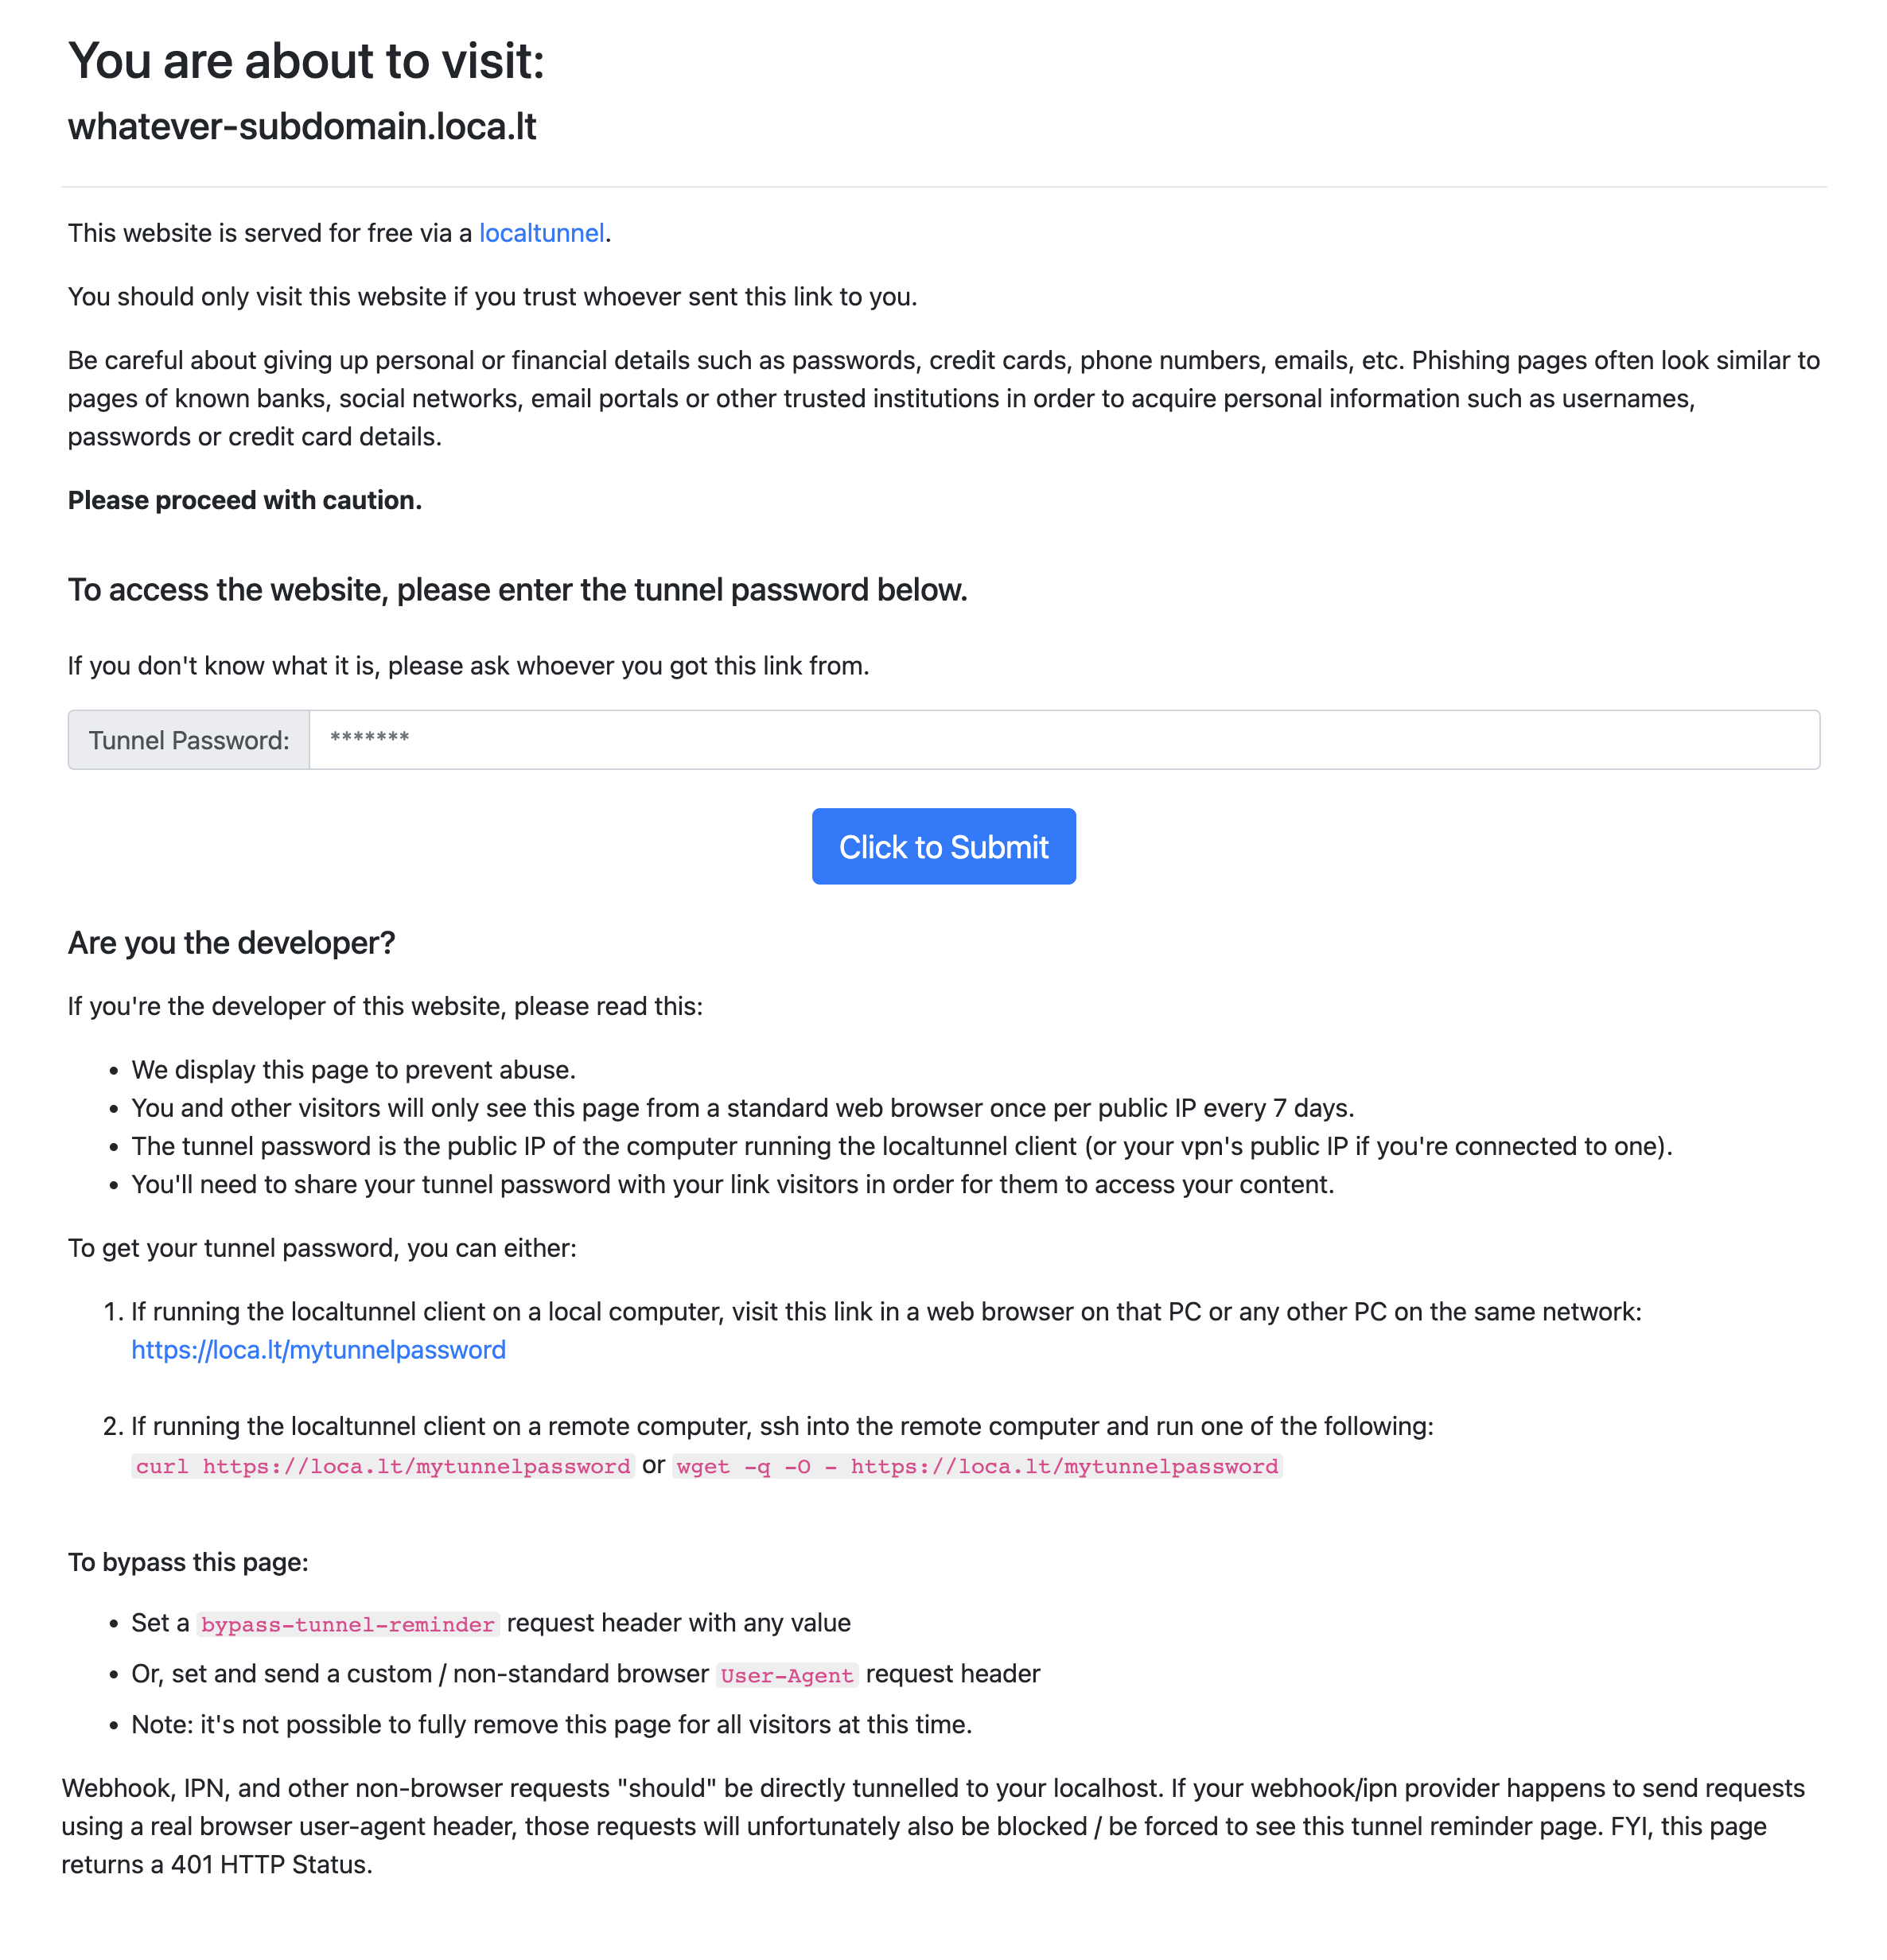 You are about to visit:
whatever-subdomain.loca.lt
This website is served for free via a localtunnel.
You should only visit this website if you trust whoever sent this link to you.
Be careful about giving up personal or financial details such as passwords, credit cards, phone numbers, emails, etc. Phishing pages often look similar to
pages of known banks, social networks, email portals or other trusted institutions in order to acquire personal information such as usernames,
passwords or credit card details.
Please proceed with caution.
To access the website, please enter the tunnel password below.
If you don't know what it is, please ask whoever you got this link from.
Tunnel Password: *******
Click to Submit
Are you the developer?
If you're the developer of this website, please read this:
• We display this page to prevent abuse.
• You and other visitors will only see this page from a standard web browser once per public IP every 7 days.
• The tunnel password is the public IP of the computer running the localtunnel client (or your vpn's public IP if you're connected to one).
• You'll need to share your tunnel password with your link visitors in order for them to access your content.
To get your tunnel password, you can either:
1. If running the localtunnel client on a local computer, visit this link in a web browser on that PC or any other PC on the same network:
https://loca.lt/mytunnelpassword
2. If running the localtunnel client on a remote computer, ssh into the remote computer and run one of the following:
curl https://loca.lt/mytunnelpassword or wget -q -O - https://loca.lt/mytunnelpassword
To bypass this page:
• Set a bypass-tunnel-reminder request header with any value
• Or, set and send a custom / non-standard browser User-Agent request header
• Note: it's not possible to fully remove this page for all visitors at this time.
Webhook, IPN, and other non-browser requests "should" be directly tunnelled to your localhost. If your webhook/ipn provider happens to send requests
using a real browser user-agent header, those requests will unfortunately also be blocked / be forced to see this tunnel reminder page. FYI, this page
returns a 401 HTTP Status.